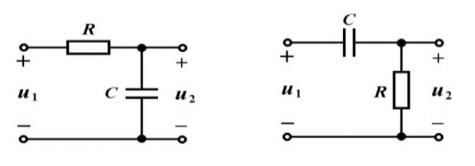 R
+ +
u1 C u2
− −
C
+ +
u1 R u2
− −